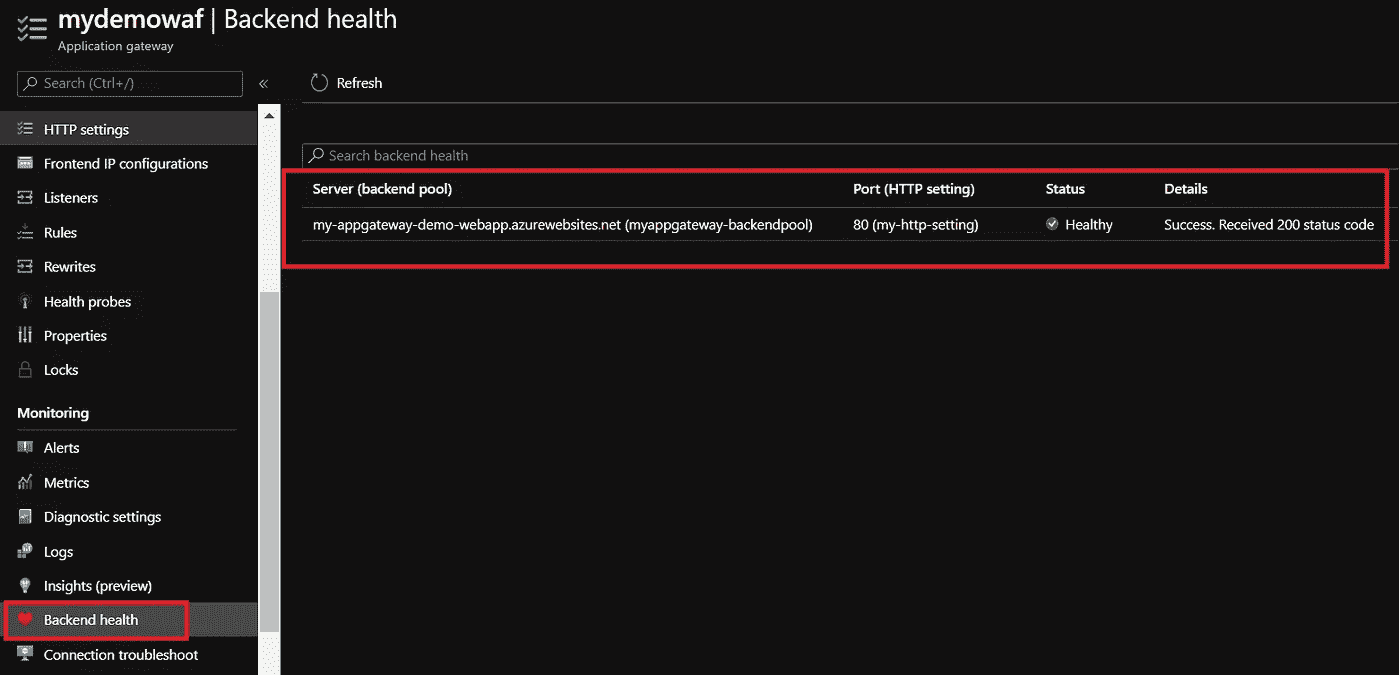 mydemowaf | Backend health
Application gateway
Search (Ctrl+/)
«
Refresh
HTTP settings
Frontend IP configurations
Listeners
Rules
Rewrites
Health probes
Properties
Locks
Monitoring
Alerts
Metrics
Diagnostic settings
Logs
Insights (preview)
Backend health
Connection troubleshoot
Search backend health
Server (backend pool) Port (HTTP setting) Status Details
my-appgateway-demo-webapp.azurewebsites.net (myappgateway-backendpool) 80 (my-http-setting) Healthy Success. Received 200 status code